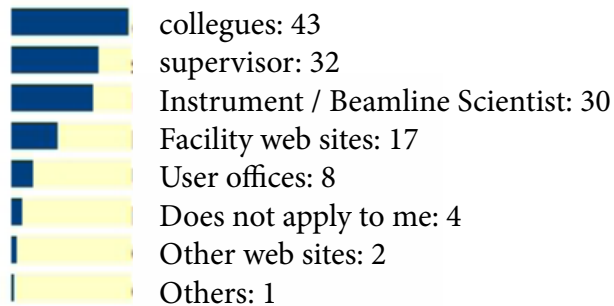 collegues: 43
supervisor: 32
Instrument / Beamline Scientist: 30
Facility web sites: 17
User offices: 8
Does not apply to me: 4
Other web sites: 2
Others: 1